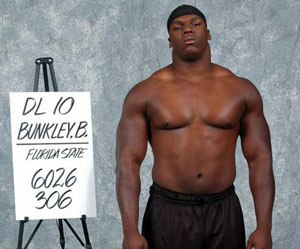 DL 10
BUNKLEY.B.
FLORIDA STATE
6026
306